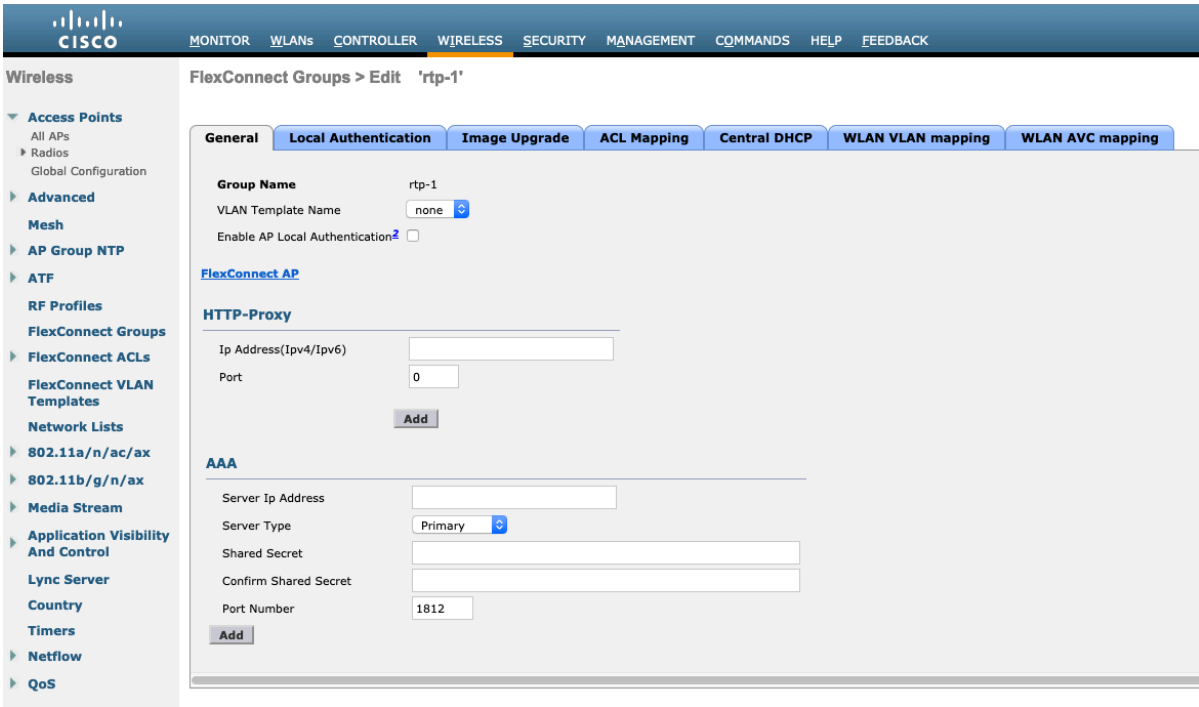 CISCO
MONITOR WLANs CONTROLLER WIRELESS SECURITY MANAGEMENT COMMANDS HELP FEEDBACK
Wireless
Access Points
All APs
Radios
Global Configuration
Advanced
Mesh
AP Group NTP
ATF
RF Profiles
FlexConnect Groups
FlexConnect ACLs
FlexConnect VLAN
Templates
Network Lists
802.11a/n/ac/ax
802.11b/g/n/ax
Media Stream
Application Visibility
And Control
Lync Server
Country
Timers
Netflow
QoS
FlexConnect Groups > Edit 'rtp-1'
General Local Authentication Image Upgrade ACL Mapping Central DHCP WLAN VLAN mapping WLAN AVC mapping
Group Name rtp-1
VLAN Template Name none
Enable AP Local Authentication2
FlexConnect AP
HTTP-Proxy
Ip Address(Ipv4/Ipv6)
Port 0
Add
AAA
Server Ip Address
Server Type Primary
Shared Secret
Confirm Shared Secret
Port Number 1812
Add